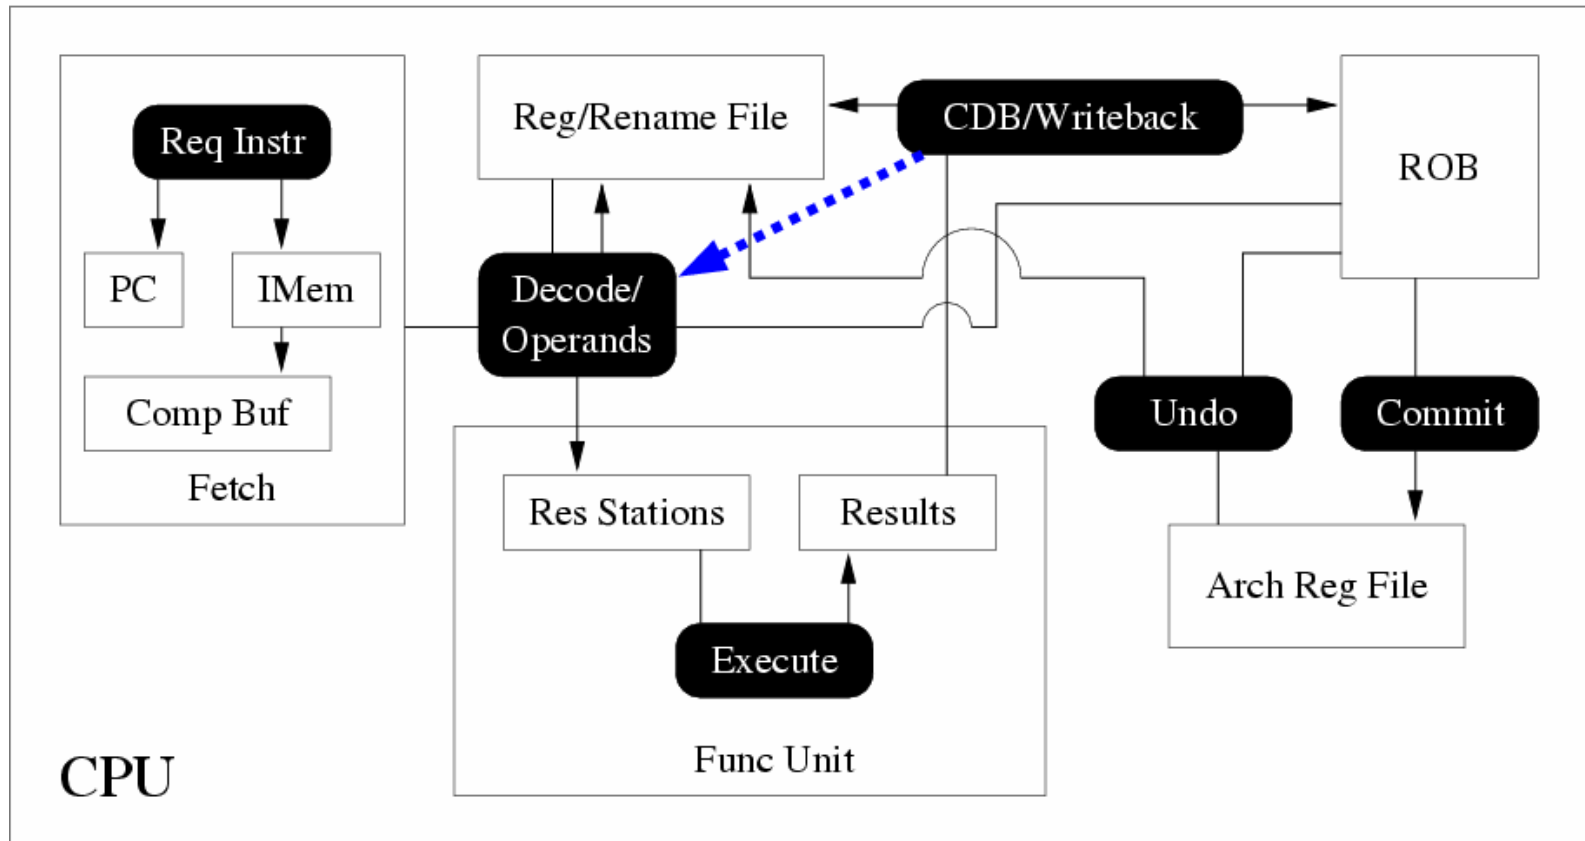 Req Instr
PC
IMem
Comp Buf
Fetch
Reg/Rename File
CDB/Writeback
ROB
Decode/
Operands
Undo
Commit
Res Stations
Results
Arch Reg File
Execute
Func Unit
CPU